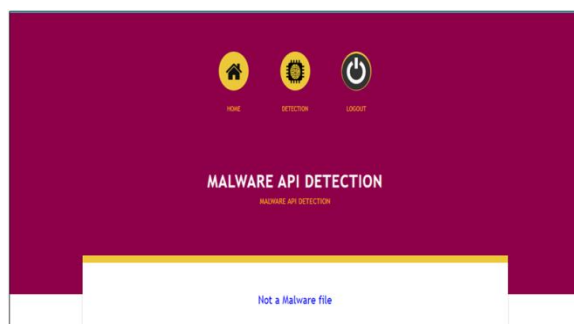 HOME DETECTION LOGOUT
MALWARE API DETECTION
MALWARE API DETECTION
Not a Malware file